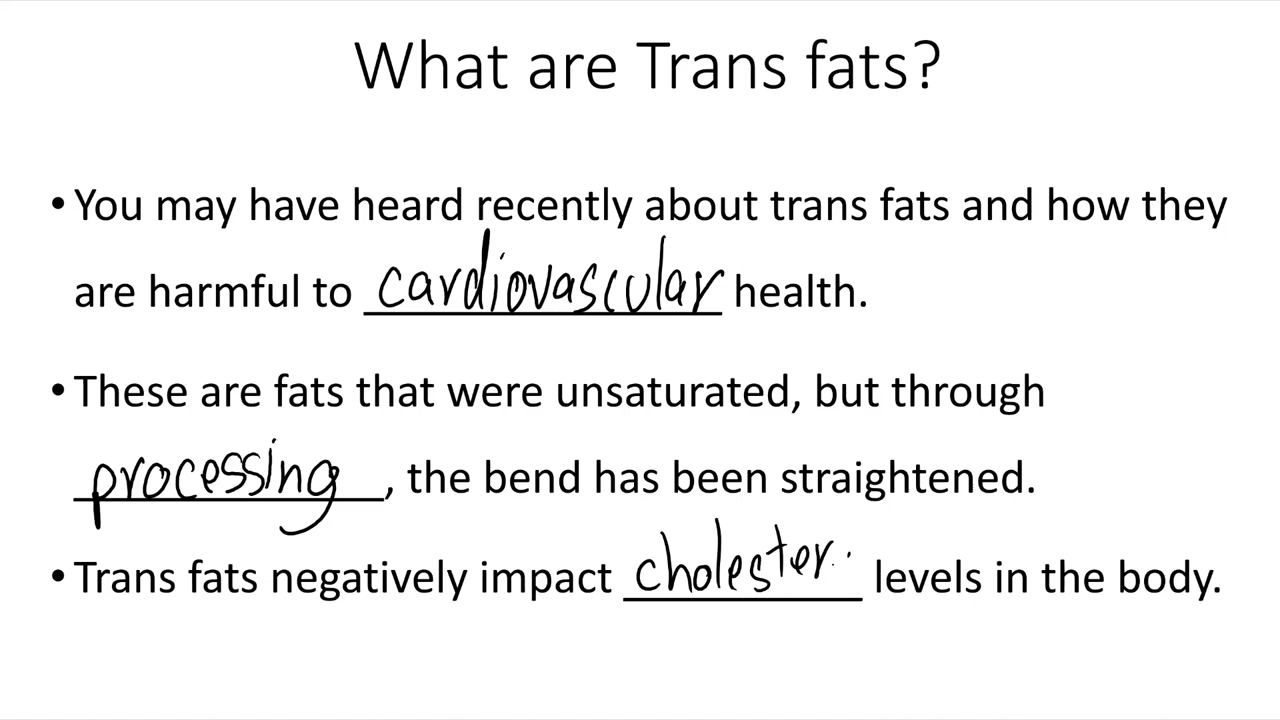 What are Trans fats?
• You may have heard recently about trans fats and how they
are harmful to cardiovascular health.
• These are fats that were unsaturated, but through
processing, the bend has been straightened.
• Trans fats negatively impact cholester levels in the body.